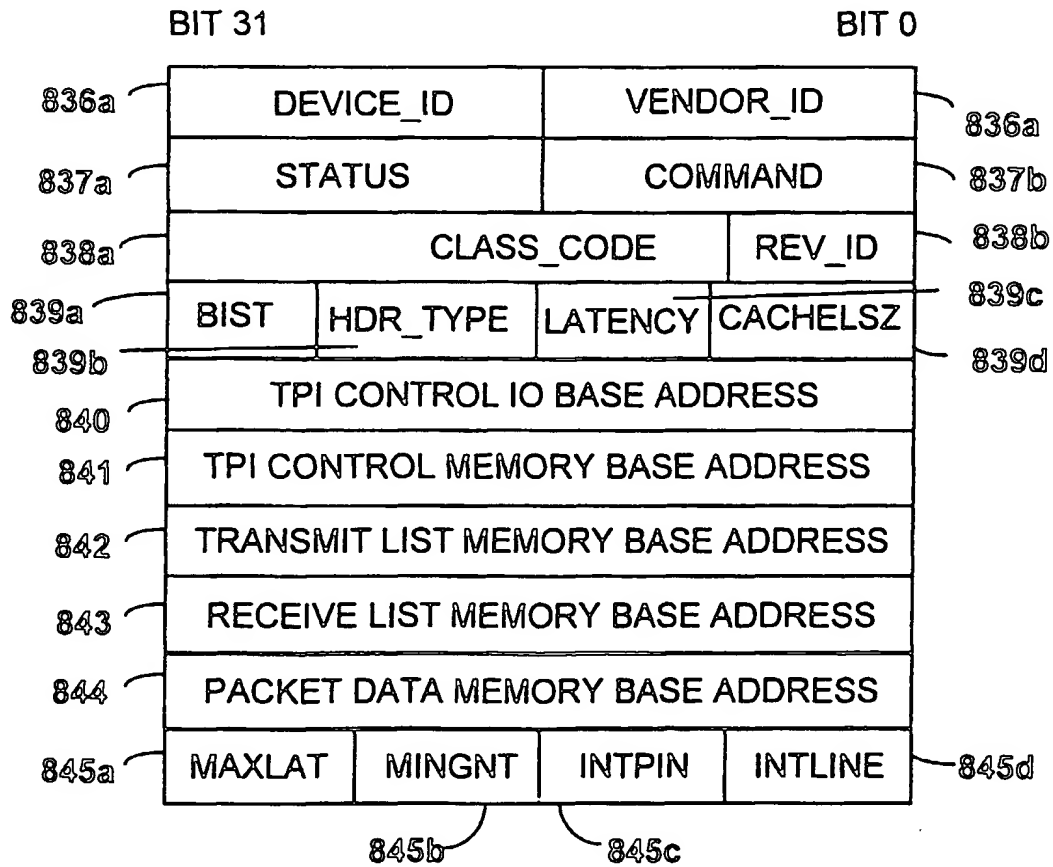 BIT 31 BIT 0
836a DEVICE_ID VENDOR_ID 836a
837a STATUS COMMAND 837b
838a CLASS_CODE REV_ID 838b
839a BIST HDR_TYPE LATENCY CACHELSZ 839c
839b 839d
840 TPI CONTROL IO BASE ADDRESS
841 TPI CONTROL MEMORY BASE ADDRESS
842 TRANSMIT LIST MEMORY BASE ADDRESS
843 RECEIVE LIST MEMORY BASE ADDRESS
844 PACKET DATA MEMORY BASE ADDRESS
845a MAXLAT MINGNT INTPIN INTLINE 845d
845b 845c